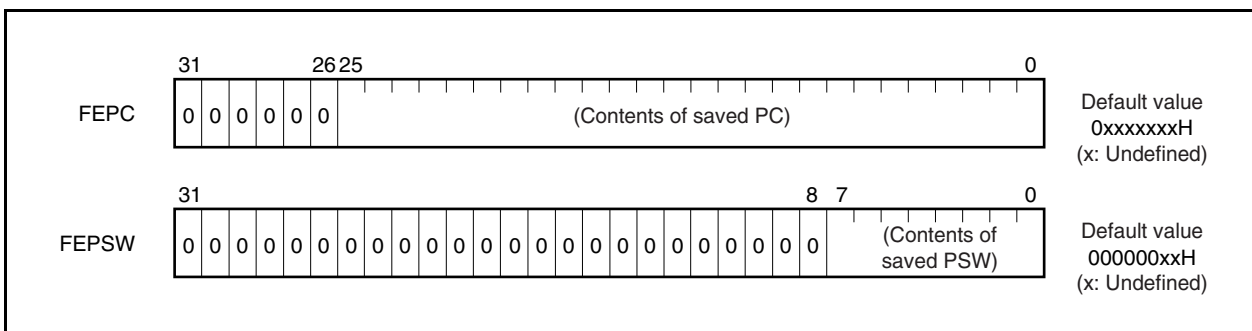 31 26 25 0
FEPC 0 0 0 0 0 0 (Contents of saved PC) Default value
0xxxxxxxH
(x: Undefined)
31 8 7 0
FEPSW 0 0 0 0 0 0 0 0 0 0 0 0 0 0 0 0 0 0 0 0 0 0 0 0 (Contents of
saved PSW) Default value
000000xxH
(x: Undefined)